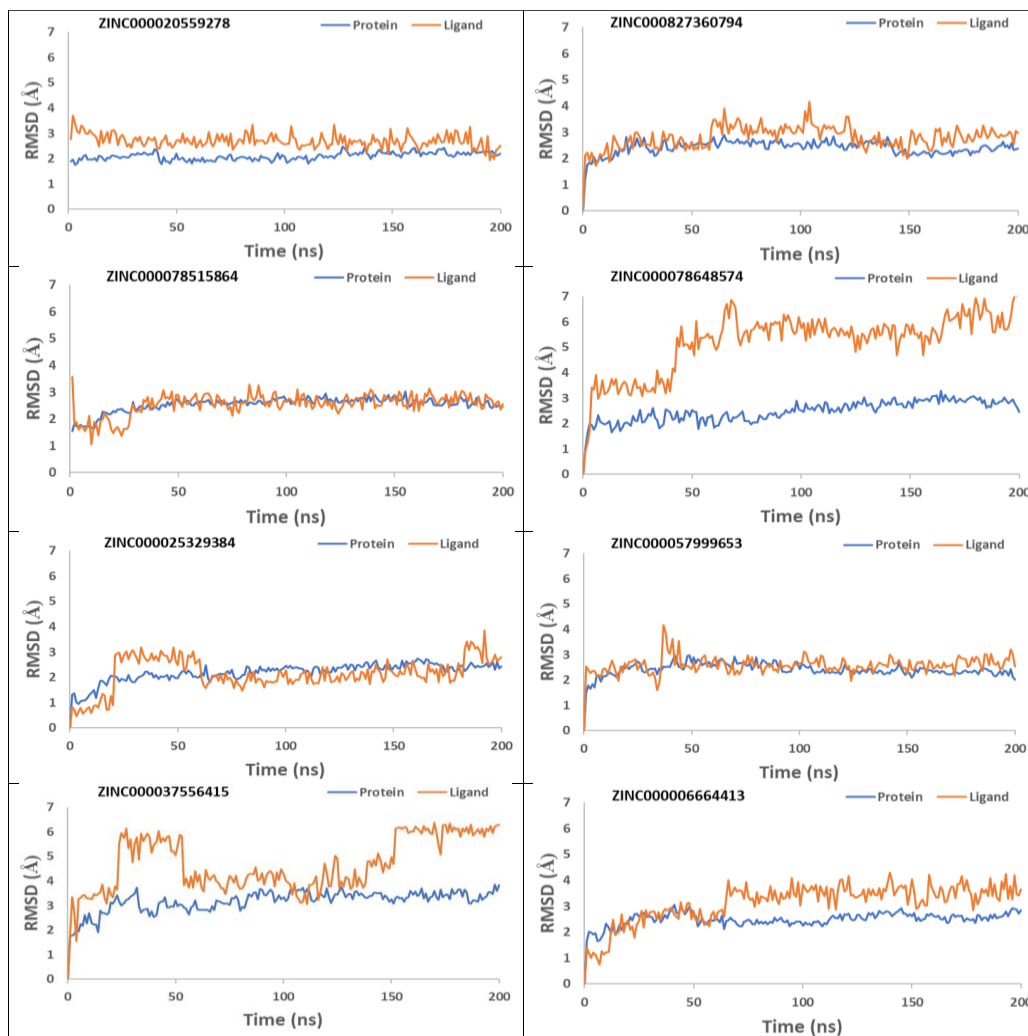 ZINC000020559278
Protein Ligand
7
6
5
4
3
2
1
0
RMSD (Å)
0 50 100 150 200
Time (ns)
ZINC000827360794
Protein Ligand
7
6
5
4
3
2
1
0
RMSD (Å)
0 50 100 150 200
Time (ns)
ZINC000078515864
Protein Ligand
7
6
5
4
3
2
1
0
RMSD (Å)
0 50 100 150 200
Time (ns)
ZINC000078648574
Protein Ligand
7
6
5
4
3
2
1
0
RMSD (Å)
0 50 100 150 200
Time (ns)
ZINC000025329384
Protein Ligand
7
6
5
4
3
2
1
0
RMSD (Å)
0 50 100 150 200
Time (ns)
ZINC000057999653
Protein Ligand
7
6
5
4
3
2
1
0
RMSD (Å)
0 50 100 150 200
Time (ns)
ZINC000037556415
Protein Ligand
7
6
5
4
3
2
1
0
RMSD (Å)
0 50 100 150 200
Time (ns)
ZINC000006664413
Protein Ligand
7
6
5
4
3
2
1
0
RMSD (Å)
0 50 100 150 200
Time (ns)